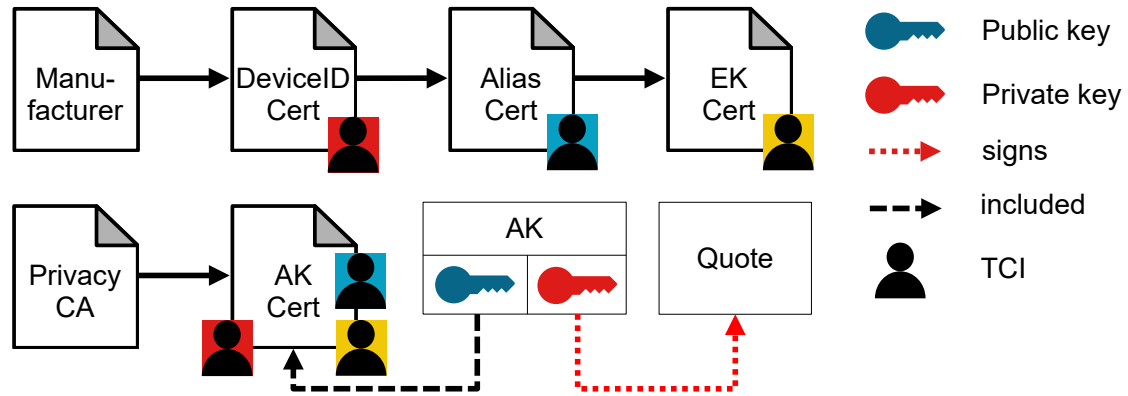 Manu-
facturer
DeviceID
Cert
Alias
Cert
EK
Cert
Public key
Private key
signs
included
TCI
Privacy
CA
AK
Cert
AK
Quote